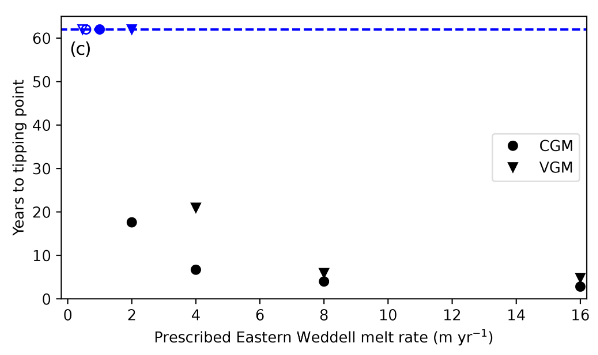 60
(c)
50
40
30
20
10
0
Years to tipping point
CGM
VGM
0 2 4 6 8 10 12 14 16
Prescribed Eastern Weddell melt rate (m yr⁻¹)